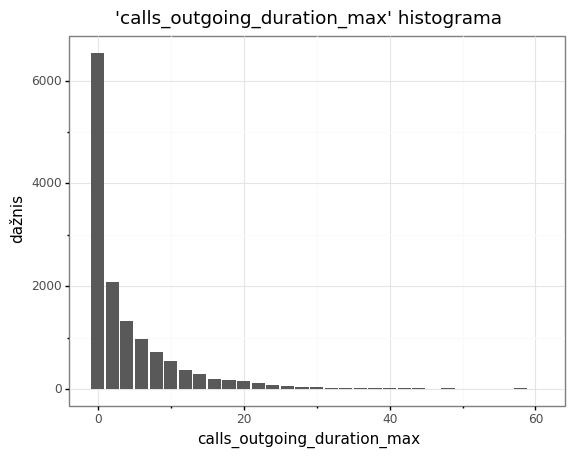 'calls_outgoing_duration_max' histograma
6000
4000
2000
0
dažnis
0 20 40 60
calls_outgoing_duration_max